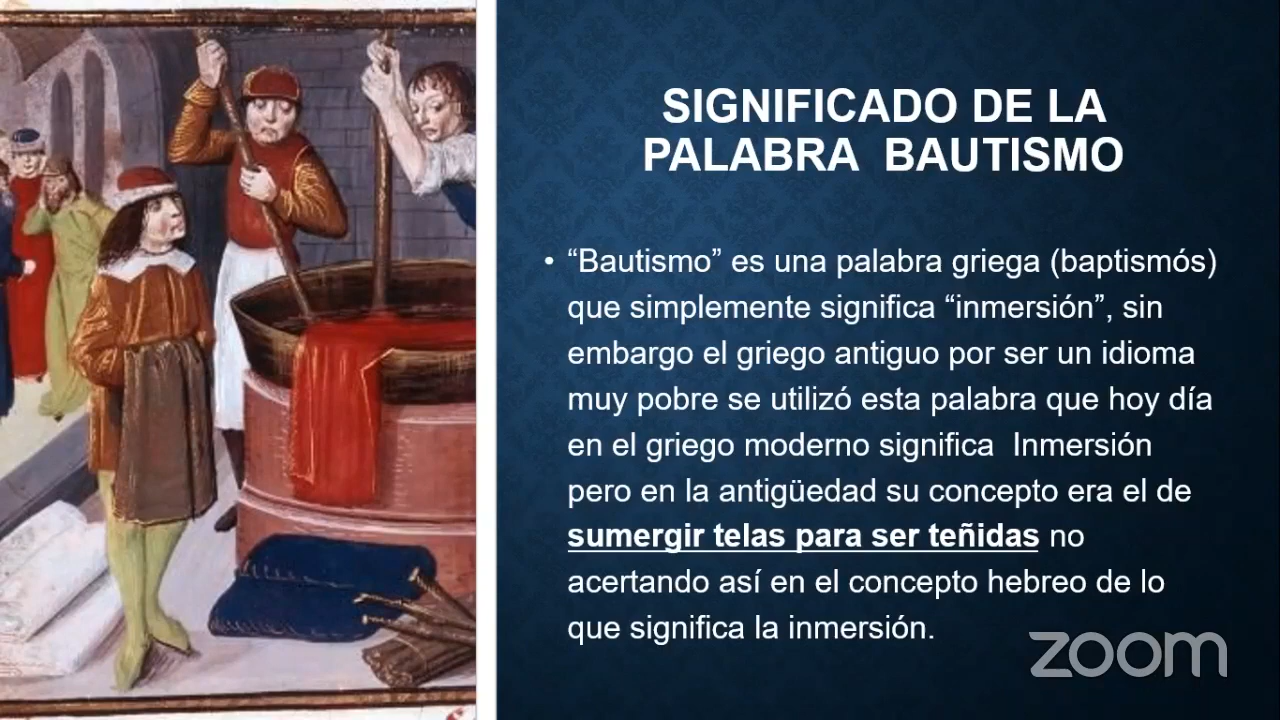 SIGNIFICADO DE LA
PALABRA BAUTISMO
• “Bautismo” es una palabra griega (baptismós)
que simplemente significa “inmersión”, sin
embargo el griego antiguo por ser un idioma
muy pobre se utilizó esta palabra que hoy día
en el griego moderno significa Inmersión
pero en la antigüedad su concepto era el de
sumergir telas para ser teñidas no
acertando así en el concepto hebreo de lo
que significa la inmersión.
zoom